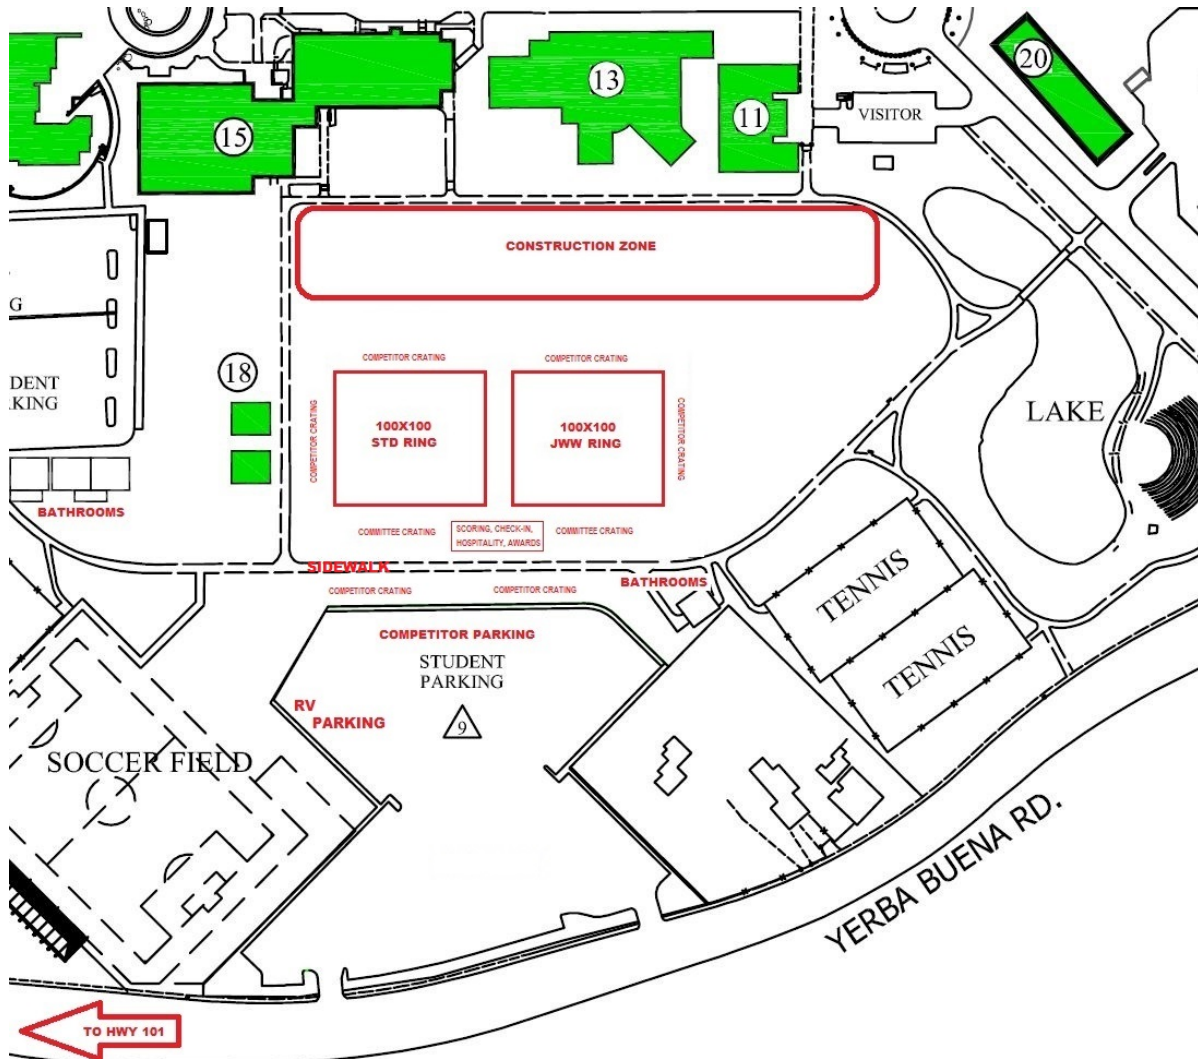 20
13
15
11
VISITOR
CONSTRUCTION ZONE
G
18
COMPETITOR CRATING
COMPETITOR CRATING
DENT
KING
COMPETITOR CRATING
100X100
STD RING
100X100
JWW RING
COMPETITOR CRATING
LAKE
BATHROOMS
COMMITTEE CRATING
SCORING, CHECK-IN,
HOSPITALITY, AWARDS
COMMITTEE CRATING
SIDEWALK
BATHROOMS
COMPETITOR CRATING
COMPETITOR CRATING
TENNIS
TENNIS
COMPETITOR PARKING
STUDENT
PARKING
9
RV
PARKING
SOCCER FIELD
YERBA BUENA RD.
TO HWY 101